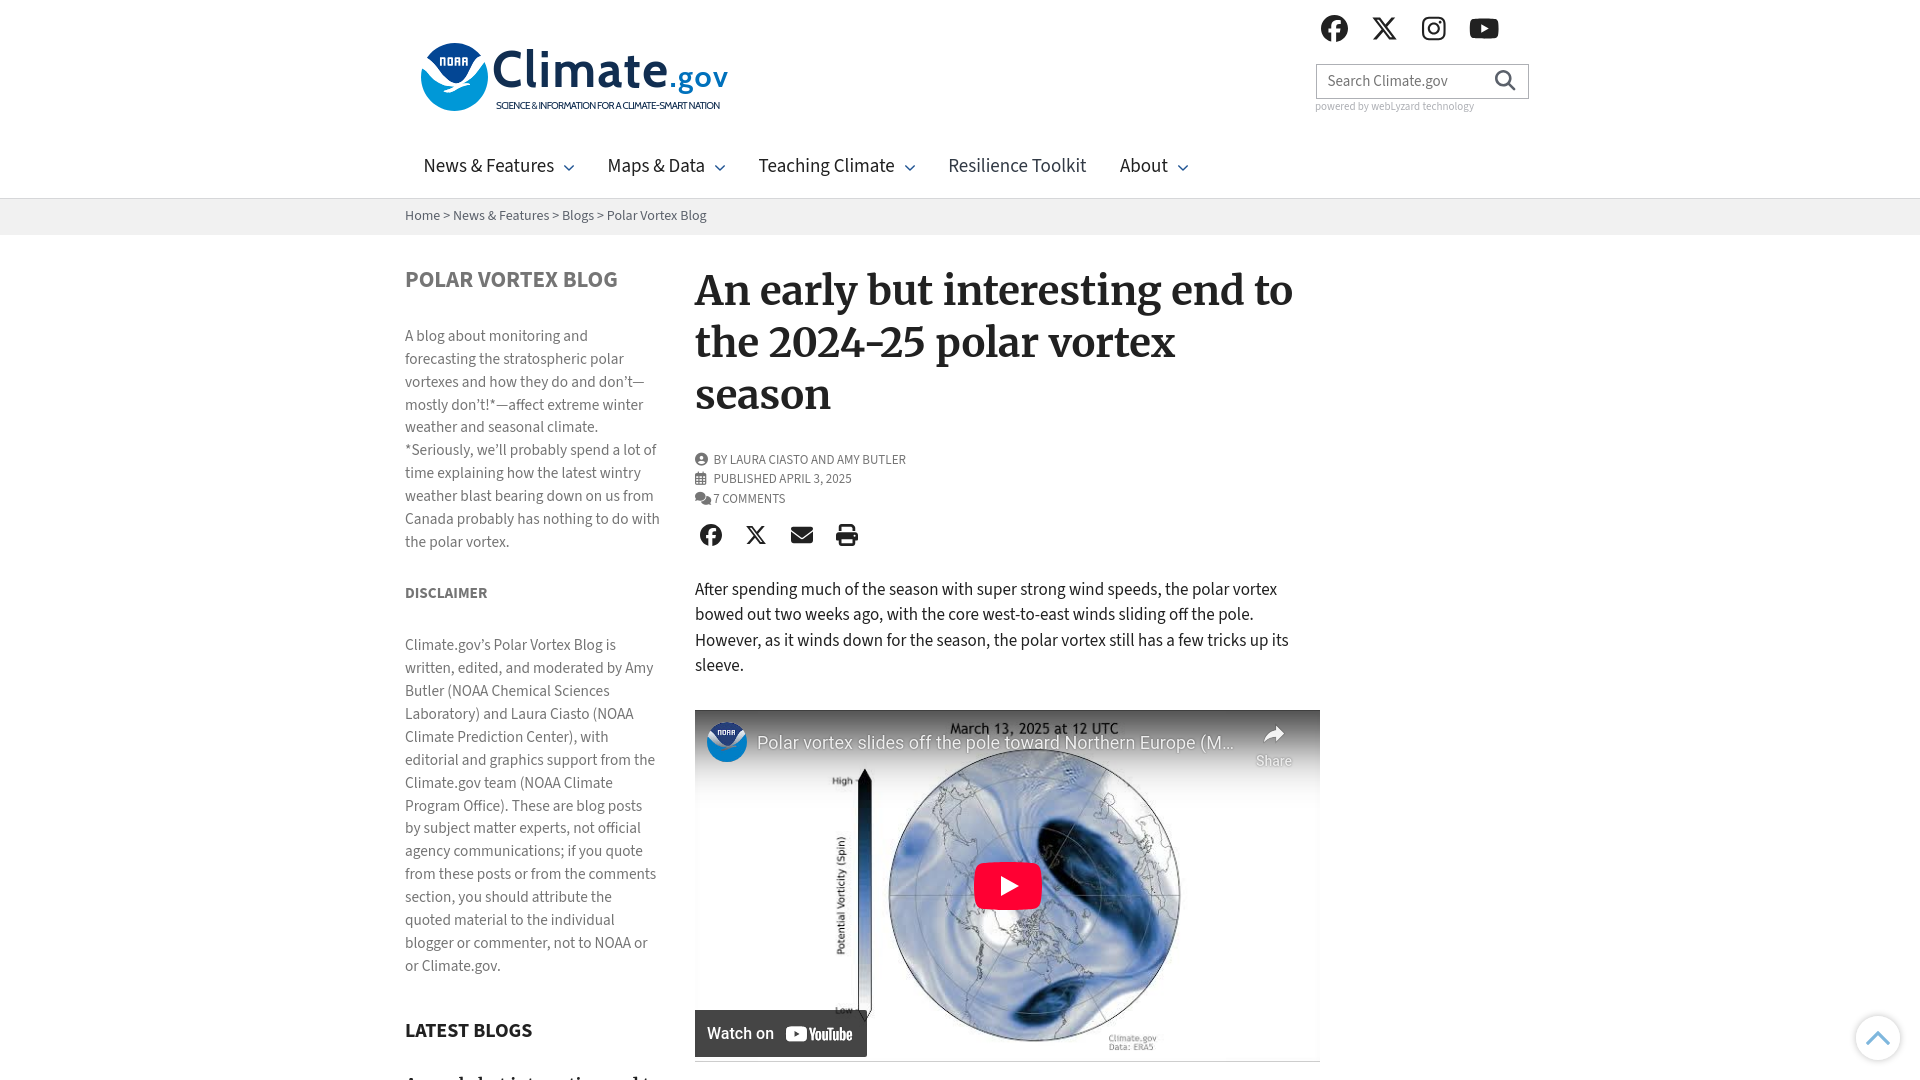 NOAA
Climate.gov
SCIENCE & INFORMATION FOR A CLIMATE-SMART NATION
Search Climate.gov
powered by webLyzard technology
News & Features
Maps & Data
Teaching Climate
Resilience Toolkit
About
Home > News & Features > Blogs > Polar Vortex Blog
POLAR VORTEX BLOG
A blog about monitoring and
forecasting the stratospheric polar
vortexes and how they do and don’t—
mostly don’t!*—affect extreme winter
weather and seasonal climate.
*Seriously, we’ll probably spend a lot of
time explaining how the latest wintry
weather blast bearing down on us from
Canada probably has nothing to do with
the polar vortex.
DISCLAIMER
Climate.gov’s Polar Vortex Blog is
written, edited, and moderated by Amy
Butler (NOAA Chemical Sciences
Laboratory) and Laura Ciasto (NOAA
Climate Prediction Center), with
editorial and graphics support from the
Climate.gov team (NOAA Climate
Program Office). These are blog posts
by subject matter experts, not official
agency communications; if you quote
from these posts or from the comments
section, you should attribute the
quoted material to the individual
blogger or commenter, not to NOAA or
or Climate.gov.
LATEST BLOGS
An early but interesting end to
the 2024-25 polar vortex
season
BY LAURA CIASTO AND AMY BUTLER
PUBLISHED APRIL 3, 2025
7 COMMENTS
After spending much of the season with super strong wind speeds, the polar vortex
bowed out two weeks ago, with the core west-to-east winds sliding off the pole.
However, as it winds down for the season, the polar vortex still has a few tricks up its
sleeve.
March 13, 2025 at 12 UTC
NOAA
Polar vortex slides off the pole toward Northern Europe (M...
Share
High
Potential Vorticity (Spin)
Low
Watch on YouTube
Climate.gov
Data: ERA5